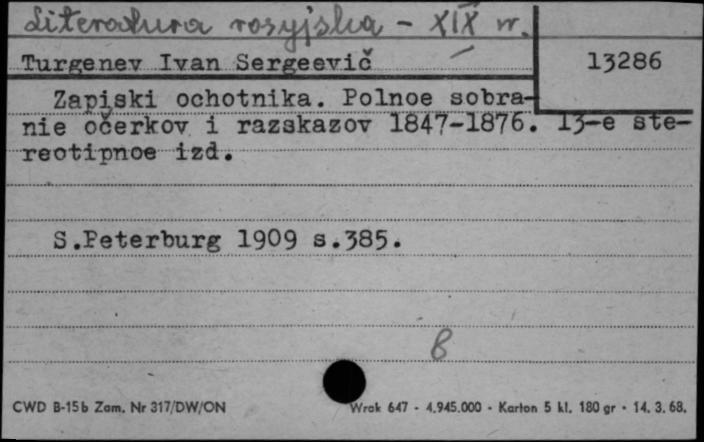 Literatura rosyjska - XIX w.
Turgenev Ivan Sergeevič
13286
Zapiski ochotnika. Polnoe sobra-
nie očerkov i razskazov 1847-1876. 13-e ste-
reotipnoe izd.
S.Peterburg 1909 s.385.
8
CWD B-15b Zam. Nr 317/DW/ON
Wrak 647 - 4.945.000 - Karton 5 kl. 180 gr - 14. 3. 68.